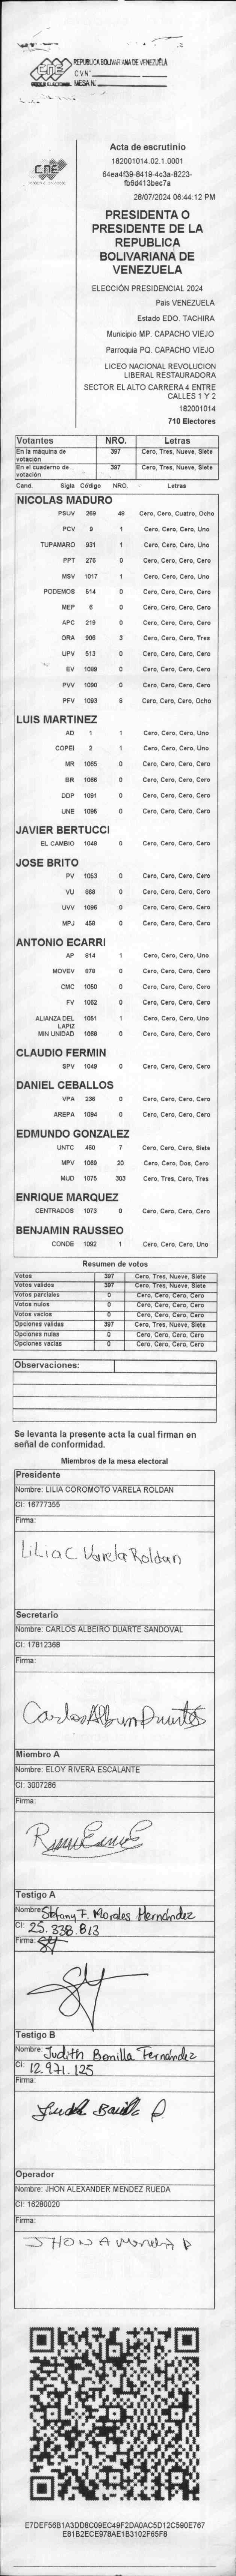 REPUBLICA BOLIVARIANA DE VENEZUELA
C.V.N°
MESA N°
CNE
Acta de escrutinio
182001014.02.1.0001
64ea4f39-8419-4c3a-8223-
fb6d413bec7a
28/07/2024 06:44:12 PM
PRESIDENTA O
PRESIDENTE DE LA
REPUBLICA
BOLIVARIANA DE
VENEZUELA
ELECCIÓN PRESIDENCIAL 2024
Pais VENEZUELA
Estado EDO. TACHIRA
Municipio MP. CAPACHO VIEJO
Parroquia PQ. CAPACHO VIEJO
LICEO NACIONAL REVOLUCION
LIBERAL RESTAURADORA
SECTOR EL ALTO CARRERA 4 ENTRE
CALLES 1 Y 2
182001014
710 Electores
Votantes NRO. Letras
En la máquina de votación 397 Cero, Tres, Nueve, Siete
En el cuaderno de votación 397 Cero, Tres, Nueve, Siete
Cand. Sigla Código NRO. Letras
NICOLAS MADURO
PSUV 269 48 Cero, Cero, Cuatro, Ocho
PCV 9 1 Cero, Cero, Cero, Uno
TUPAMARO 931 1 Cero, Cero, Cero, Uno
PPT 276 0 Cero, Cero, Cero, Cero
MSV 1017 1 Cero, Cero, Cero, Uno
PODEMOS 514 0 Cero, Cero, Cero, Cero
MEP 6 0 Cero, Cero, Cero, Cero
APC 219 0 Cero, Cero, Cero, Cero
ORA 906 3 Cero, Cero, Cero, Tres
UPV 513 0 Cero, Cero, Cero, Cero
EV 1089 0 Cero, Cero, Cero, Cero
PVV 1090 0 Cero, Cero, Cero, Cero
PFV 1093 8 Cero, Cero, Cero, Ocho
LUIS MARTINEZ
AD 1 1 Cero, Cero, Cero, Uno
COPEI 2 1 Cero, Cero, Cero, Uno
MR 1065 0 Cero, Cero, Cero, Cero
BR 1066 0 Cero, Cero, Cero, Cero
DDP 1091 0 Cero, Cero, Cero, Cero
UNE 1095 0 Cero, Cero, Cero, Cero
JAVIER BERTUCCI
EL CAMBIO 1048 0 Cero, Cero, Cero, Cero
JOSE BRITO
PV 1053 0 Cero, Cero, Cero, Cero
VU 868 0 Cero, Cero, Cero, Cero
UVV 1096 0 Cero, Cero, Cero, Cero
MPJ 458 0 Cero, Cero, Cero, Cero
ANTONIO ECARRI
AP 814 1 Cero, Cero, Cero, Uno
MOVEV 879 0 Cero, Cero, Cero, Cero
CMC 1050 0 Cero, Cero, Cero, Cero
FV 1062 0 Cero, Cero, Cero, Cero
ALIANZA DEL LAPIZ 1051 1 Cero, Cero, Cero, Uno
MIN UNIDAD 1068 0 Cero, Cero, Cero, Cero
CLAUDIO FERMIN
SPV 1049 0 Cero, Cero, Cero, Cero
DANIEL CEBALLOS
VPA 236 0 Cero, Cero, Cero, Cero
AREPA 1094 0 Cero, Cero, Cero, Cero
EDMUNDO GONZALEZ
UNTC 460 7 Cero, Cero, Cero, Siete
MPV 1069 20 Cero, Cero, Dos, Cero
MUD 1075 303 Cero, Tres, Cero, Tres
ENRIQUE MARQUEZ
CENTRADOS 1073 0 Cero, Cero, Cero, Cero
BENJAMIN RAUSSEO
CONDE 1092 1 Cero, Cero, Cero, Uno
Resumen de votos
Votos 397 Cero, Tres, Nueve, Siete
Votos validos 397 Cero, Tres, Nueve, Siete
Votos parciales 0 Cero, Cero, Cero, Cero
Votos nulos 0 Cero, Cero, Cero, Cero
Votos vacios 0 Cero, Cero, Cero, Cero
Opciones validas 397 Cero, Tres, Nueve, Siete
Opciones nulas 0 Cero, Cero, Cero, Cero
Opciones vacias 0 Cero, Cero, Cero, Cero
Observaciones:
Se levanta la presente acta la cual firman en
señal de conformidad.
Miembros de la mesa electoral
Presidente
Nombre: LILIA COROMOTO VARELA ROLDAN
CI: 16777355
Firma:
Lilia C Varela Roldan
Secretario
Nombre: CARLOS ALBEIRO DUARTE SANDOVAL
CI: 17812368
Firma:
Miembro A
Nombre: ELOY RIVERA ESCALANTE
CI: 3007286
Firma:
Testigo A
Nombre: Stefany F. Morales Hernández
CI: 25.338.813
Firma:
Testigo B
Nombre: Judith Bonilla Fernández
CI: 12.971.125
Firma:
Operador
Nombre: JHON ALEXANDER MENDEZ RUEDA
CI: 16280020
Firma:
E7DEF56B1A3DD8C09EC49F2DA0AC5D12C590E767
E81B2ECE978AE1B3102F65F8